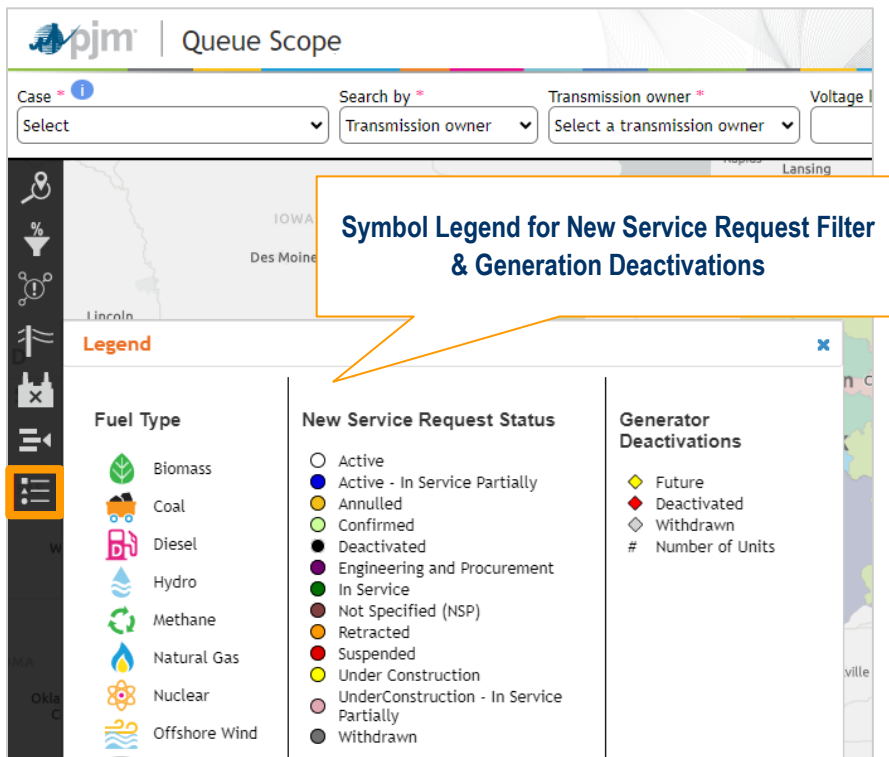 pjm
Queue Scope
Case * i
Search by *
Transmission owner *
Voltage
Select
Transmission owner
Select a transmission owner
Lansing
IOWA
Des Moine
Lincoln
Symbol Legend for New Service Request Filter
& Generation Deactivations
%
Legend
Fuel Type
Biomass
Coal
D
Diesel
Hydro
Methane
Natural Gas
Nuclear
Offshore Wind
New Service Request Status
Active
Active - In Service Partially
Annulled
Confirmed
Deactivated
Engineering and Procurement
In Service
Not Specified (NSP)
Retracted
Suspended
Under Construction
UnderConstruction - In Service
Partially
Withdrawn
Generator
Deactivations
Future
Deactivated
Withdrawn
# Number of Units
ville
Okla